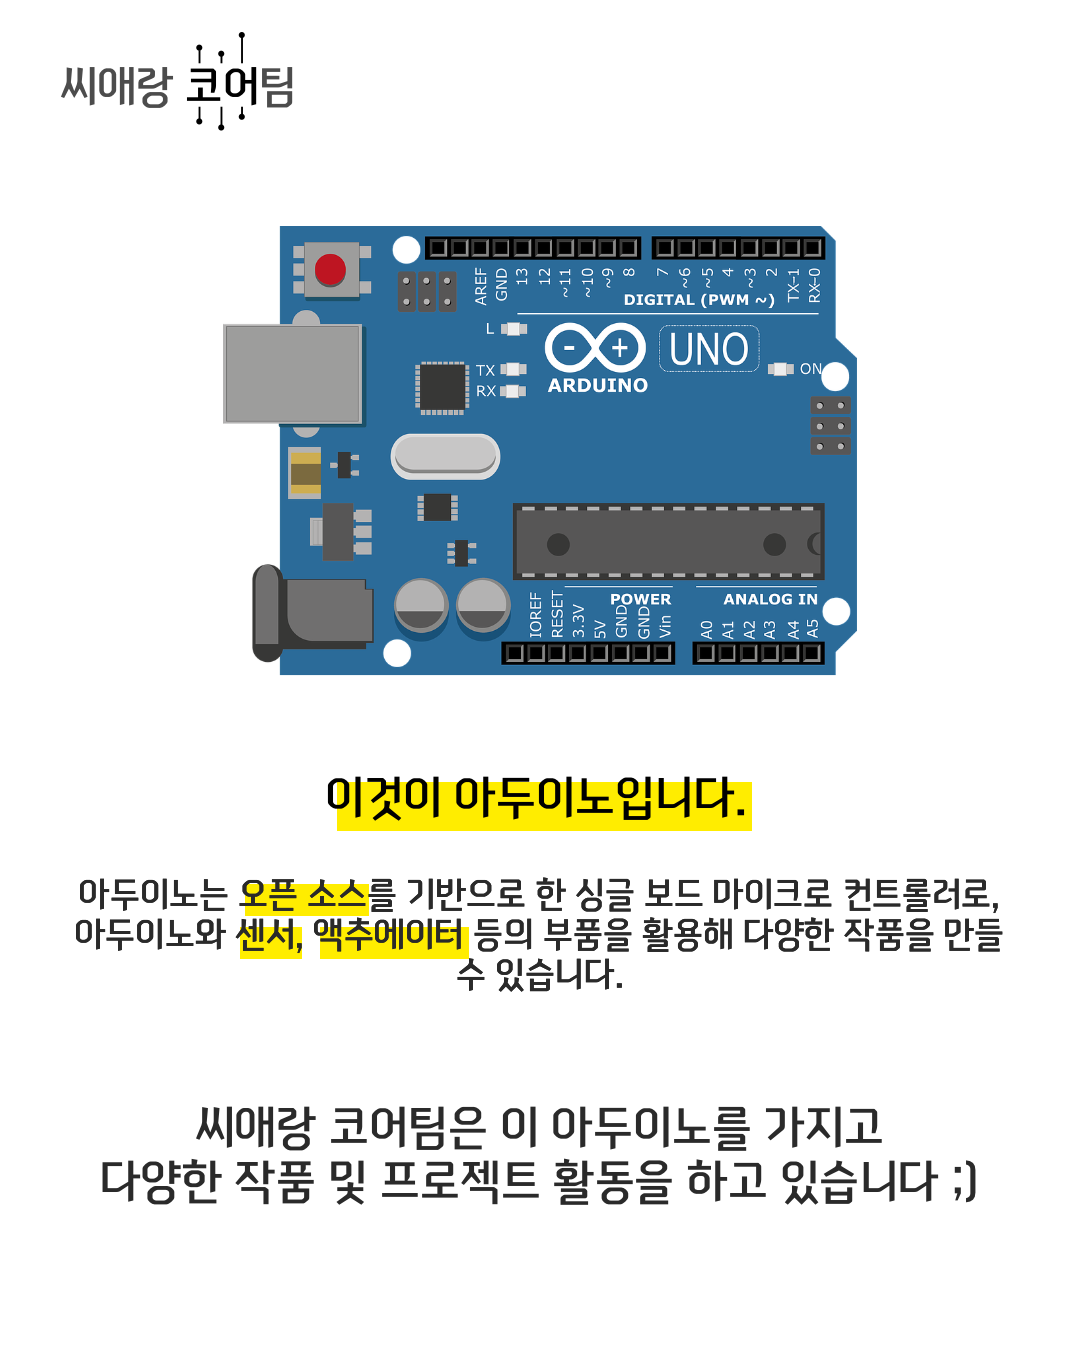 씨애랑 코어팀
AREF
GND
13
12
~11
~10
~9
8
7
~6
~5
4
~3
2
TX-1
RX-0
DIGITAL (PWM ~)
L
TX
RX
ARDUINO
UNO
ON
POWER
ANALOG IN
IOREF
RESET
3.3V
5V
GND
GND
Vin
A0
A1
A2
A3
A4
A5
이것이 아두이노입니다.
아두이노는 오픈 소스를 기반으로 한 싱글 보드 마이크로 컨트롤러로,
아두이노와 센서, 액추에이터 등의 부품을 활용해 다양한 작품을 만들
수 있습니다.
씨애랑 코어팀은 이 아두이노를 가지고
다양한 작품 및 프로젝트 활동을 하고 있습니다 ;)